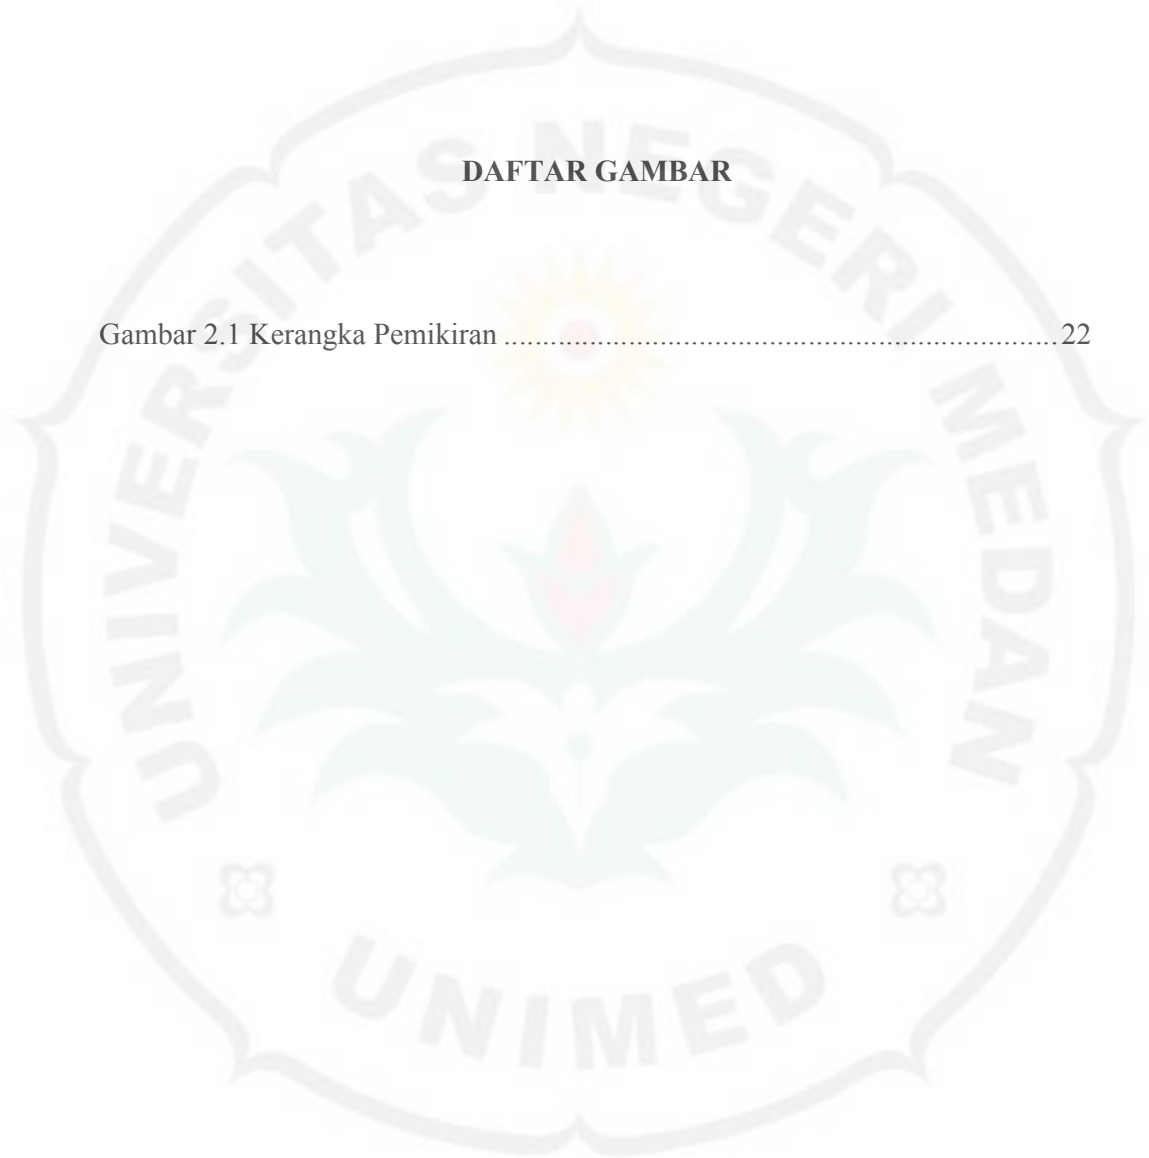 DAFTAR GAMBAR
Gambar 2.1 Kerangka Pemikiran ........................................................................ 22
UNIVERSITAS NEGERI MEDAN
UNIMED